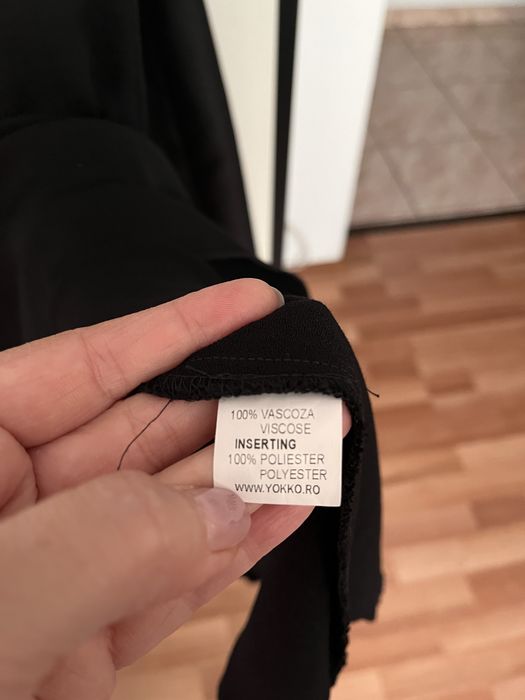 100% VASCOZA
VISCOSE
INSERTING
100% POLIESTER
POLYESTER
WWW.YOKKO.RO